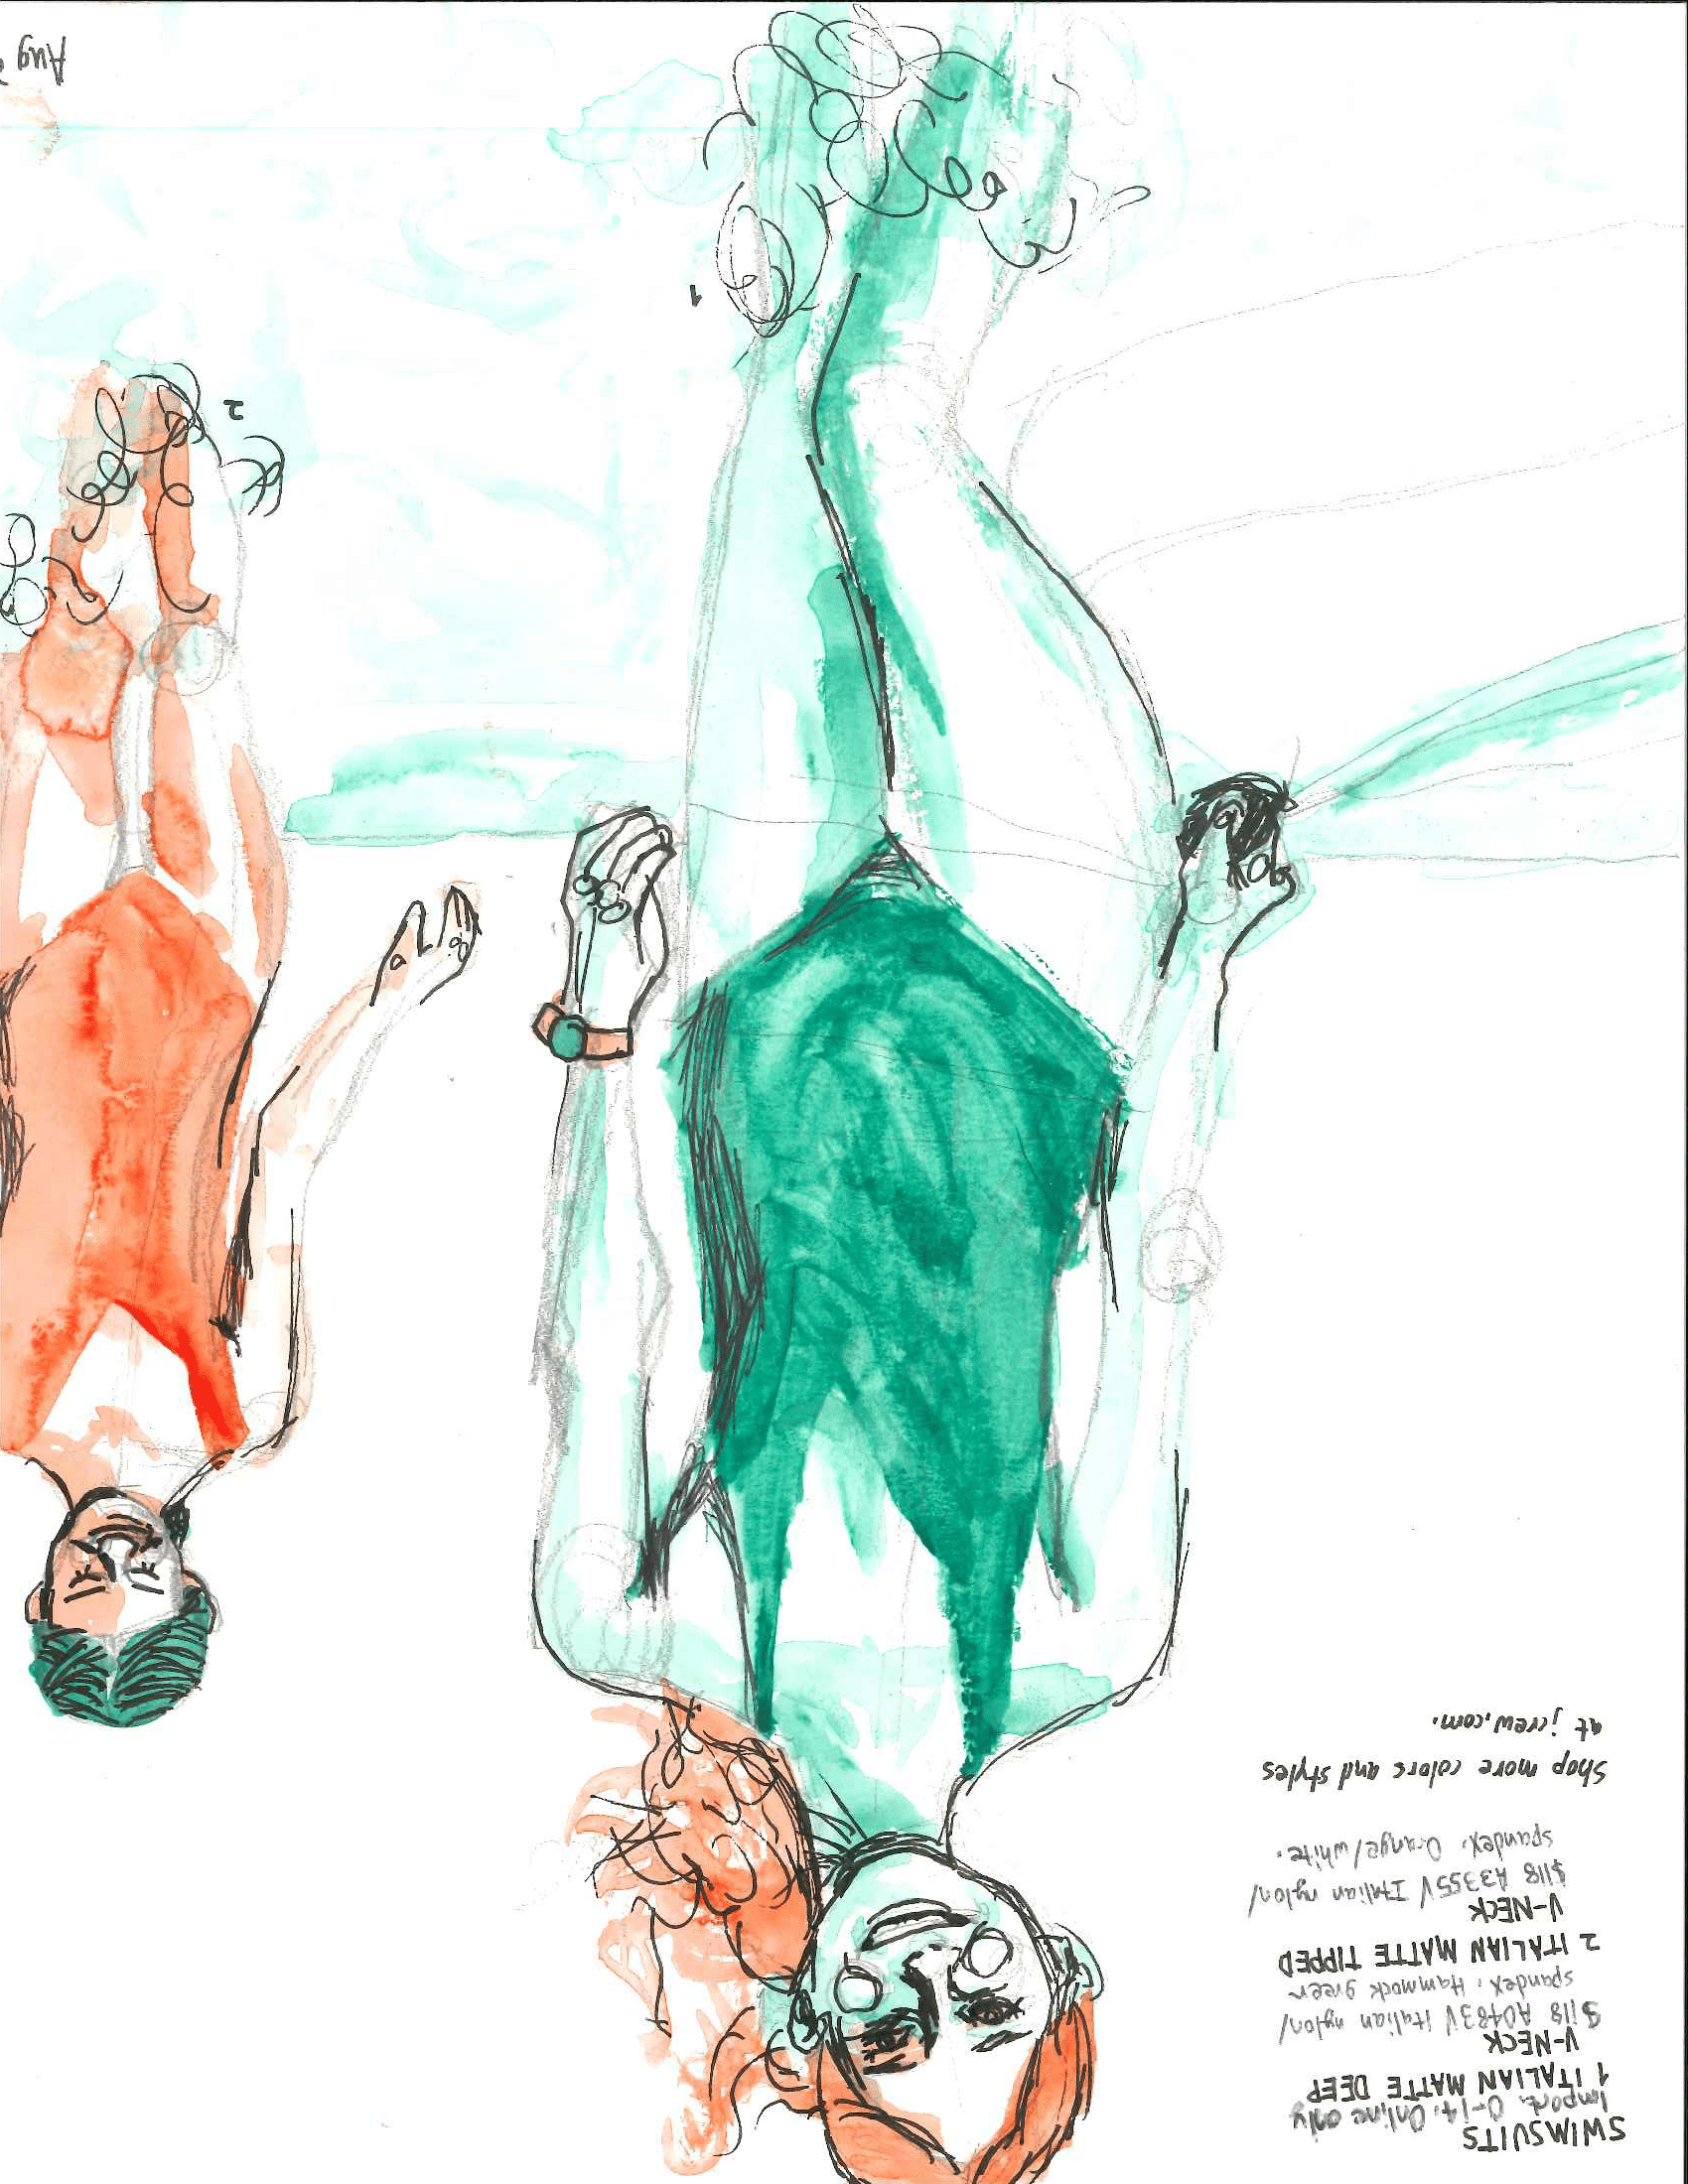 SWIMSUITS
Import. 0-14. Online only
1 ITALIAN MATTE DEEP
V-NECK
$118 A0483V Italian nylon/
spandex. Hammock green
2 ITALIAN MATTE TIPPED
V-NECK
$118 A3355V Italian nylon/
spandex. Orange/white.
Shop more colors and styles
at jcrew.com.
2
1
Aug